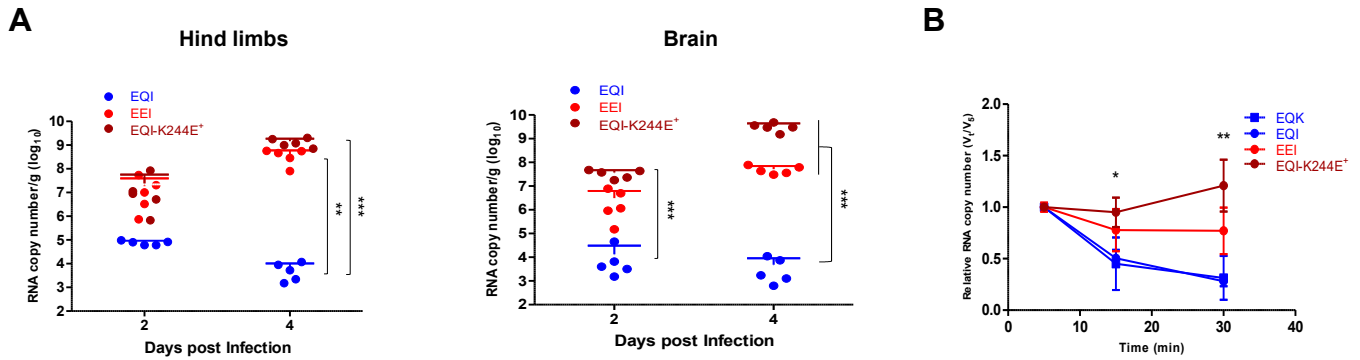 A
Hind limbs
EQI
EEI
EQI-K244E+
RNA copy number/g (log10)
10
9
8
7
6
5
4
3
2
2
4
Days post Infection
**
***
Brain
EQI
EEI
EQI-K244E+
RNA copy number/g (log10)
10
9
8
7
6
5
4
3
2
2
4
Days post Infection
***
***
B
EQK
EQI
EEI
EQI-K244E+
Relative RNA copy number (Vt/V5)
2.0
1.5
1.0
0.5
0.0
0
10
20
30
40
Time (min)
*
**